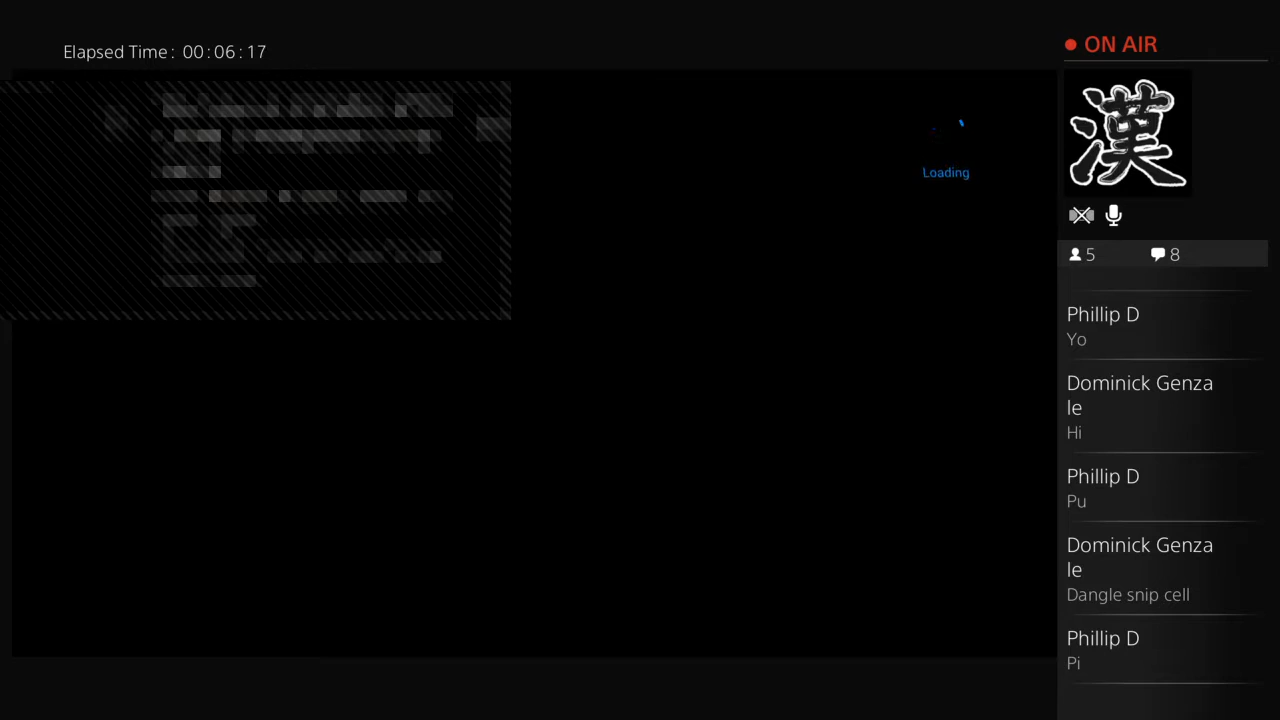 Elapsed Time: 00:06:17
ON AIR
漢
5
8
Loading
Phillip D
Yo
Dominick Genza
le
Hi
Phillip D
Pu
Dominick Genza
le
Dangle snip cell
Phillip D
Pi